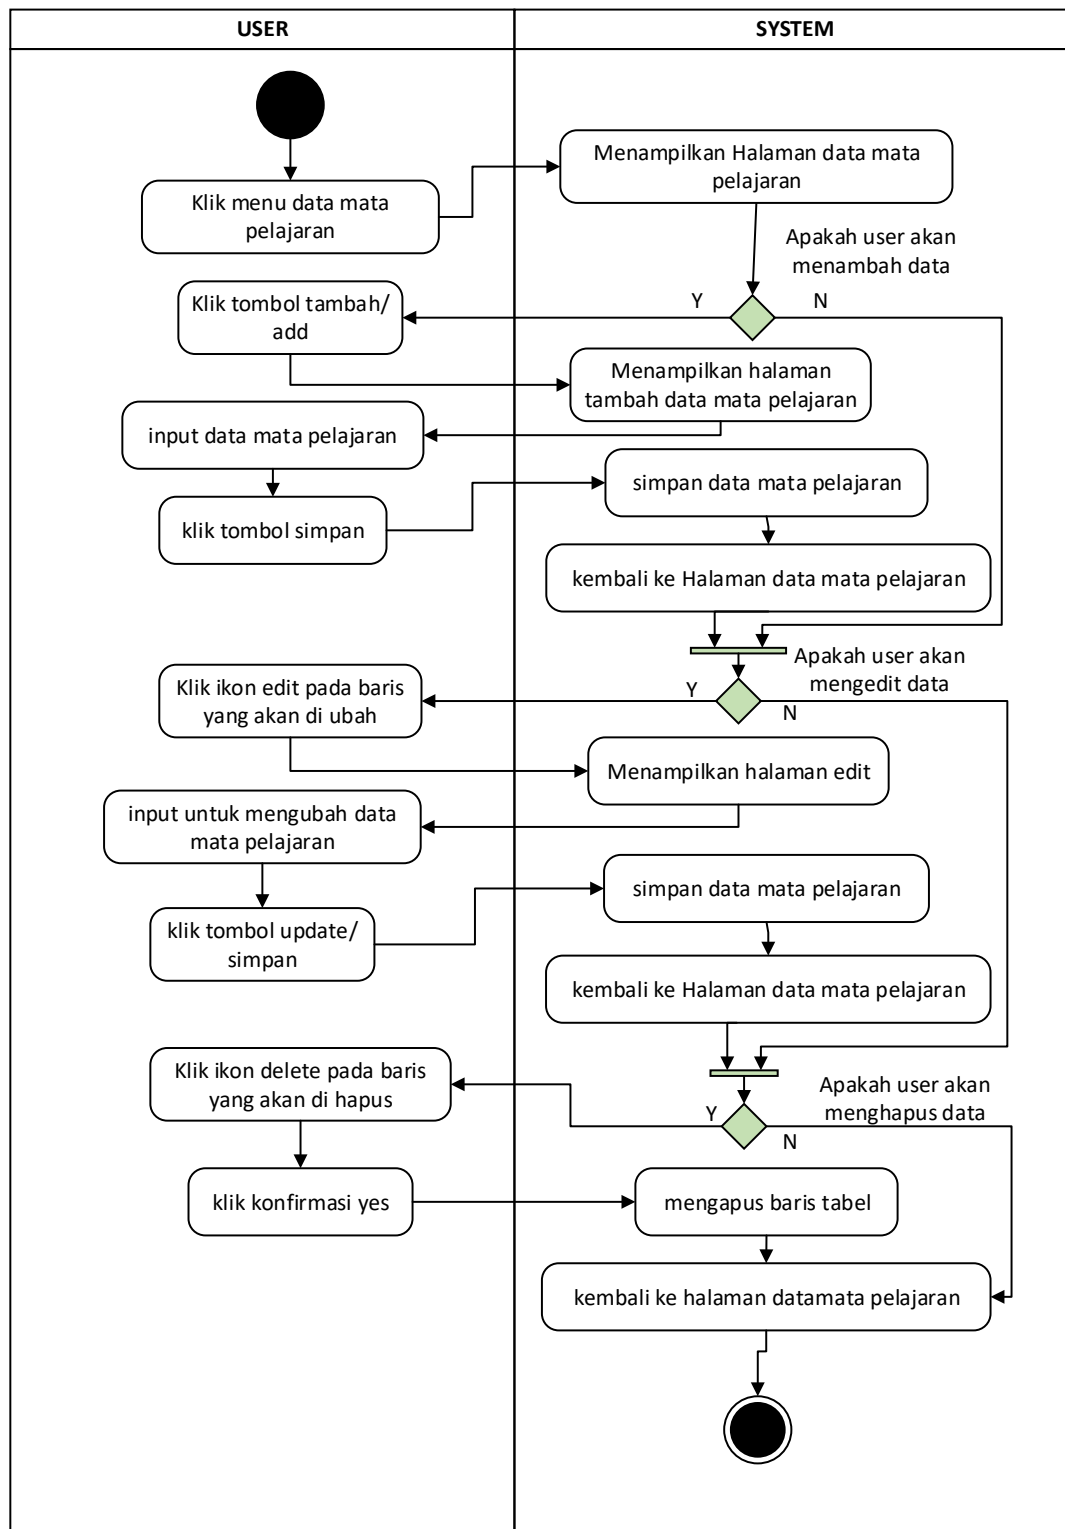 USER
SYSTEM
Menampilkan Halaman data mata
pelajaran
Klik menu data mata
pelajaran
Apakah user akan
menambah data
Y
N
Klik tombol tambah/
add
Menampilkan halaman
tambah data mata pelajaran
input data mata pelajaran
simpan data mata pelajaran
klik tombol simpan
kembali ke Halaman data mata pelajaran
Apakah user akan
mengedit data
Y
N
Klik ikon edit pada baris
yang akan di ubah
Menampilkan halaman edit
input untuk mengubah data
mata pelajaran
simpan data mata pelajaran
klik tombol update/
simpan
kembali ke Halaman data mata pelajaran
Apakah user akan
menghapus data
Y
N
Klik ikon delete pada baris
yang akan di hapus
klik konfirmasi yes
mengapus baris tabel
kembali ke halaman datamata pelajaran